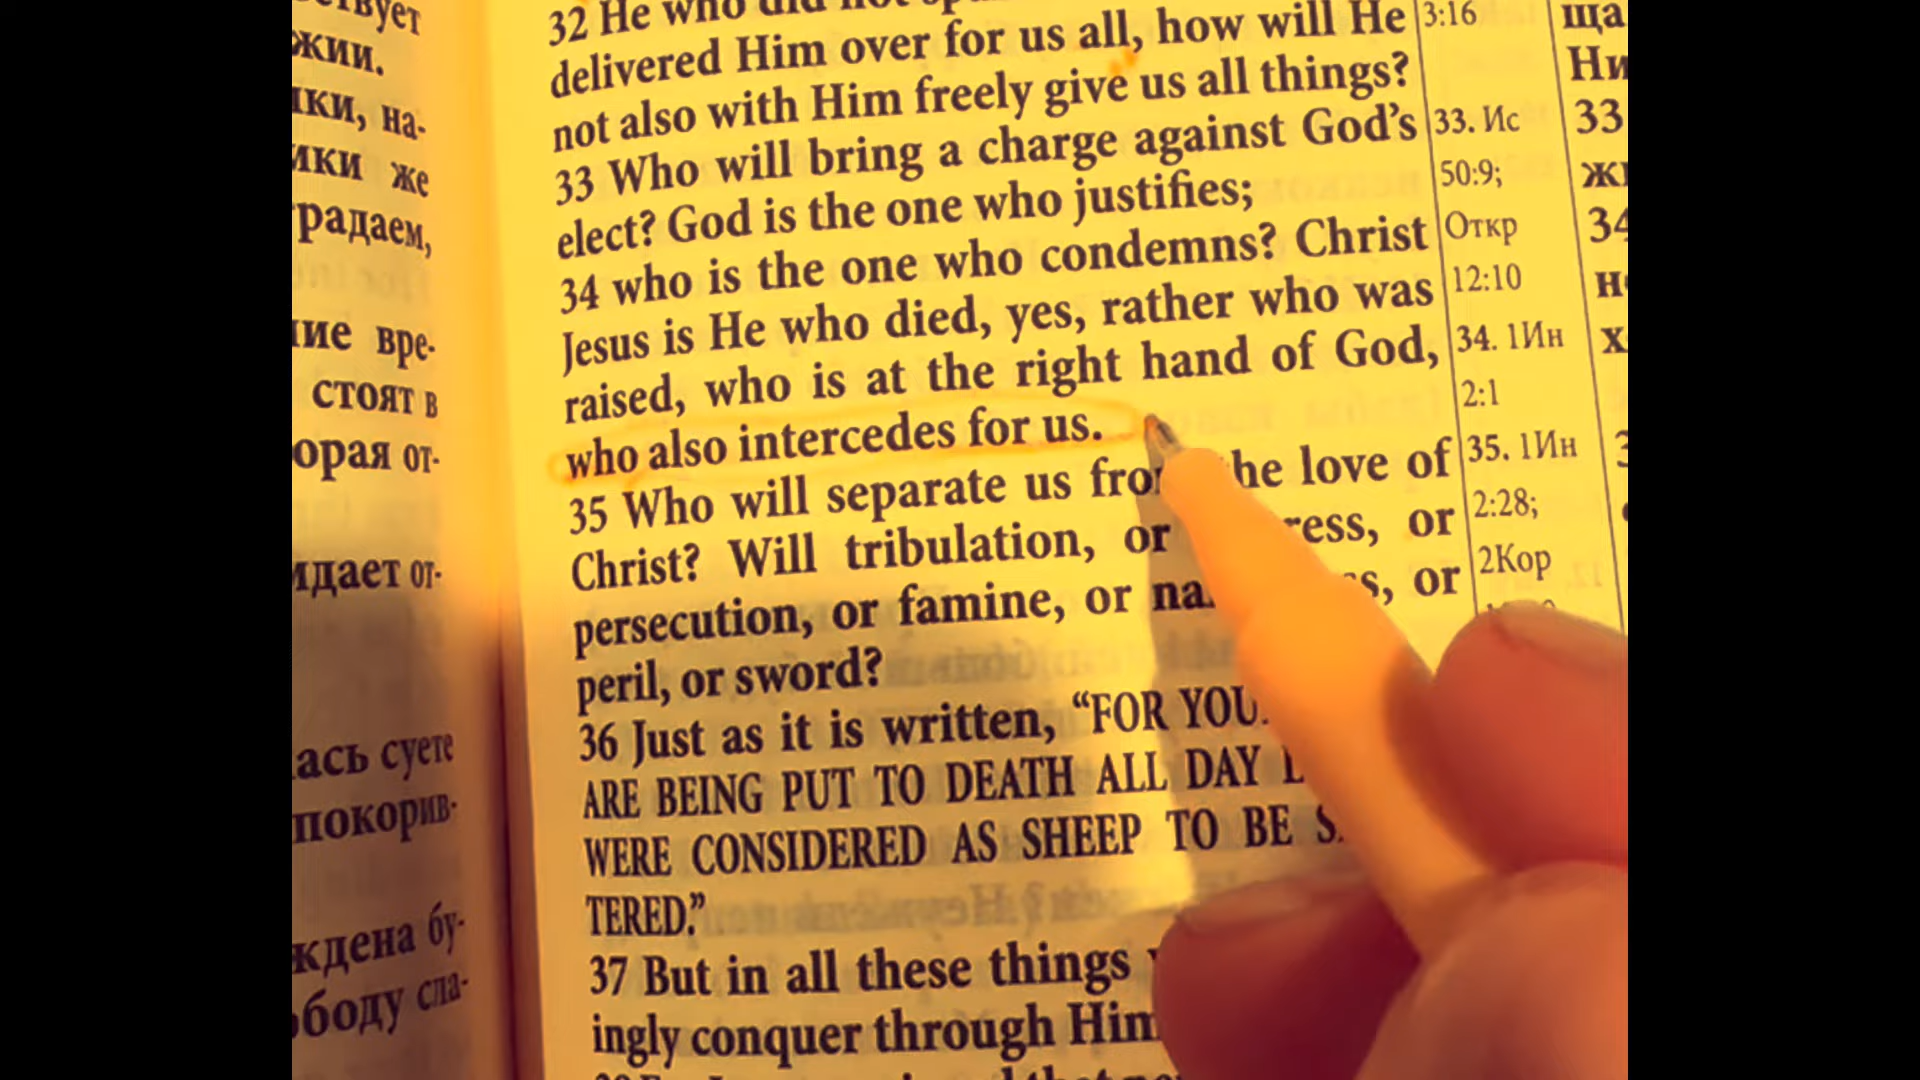 ствует
жии.
ки, на-
ики же
традаем,
ние вре-
стоят в
орая от-
идает от-
ась суете
покорив-
ждена бу-
ободу сла-
32 He who did not
delivered Him over for us all, how will He
not also with Him freely give us all things?
33 Who will bring a charge against God's
elect? God is the one who justifies;
34 who is the one who condemns? Christ
Jesus is He who died, yes, rather who was
raised, who is at the right hand of God,
who also intercedes for us.
35 Who will separate us from the love of
Christ? Will tribulation, or ress, or
persecution, or famine, or na s, or
peril, or sword?
36 Just as it is written, “FOR YOU
ARE BEING PUT TO DEATH ALL DAY L
WERE CONSIDERED AS SHEEP TO BE S
TERED.”
37 But in all these things
ingly conquer through Him
3:16
33. Ис
50:9;
Откр
12:10
34. 1Ин
2:1
35. 1Ин
2:28;
2Кор
ща
Ни
33
34